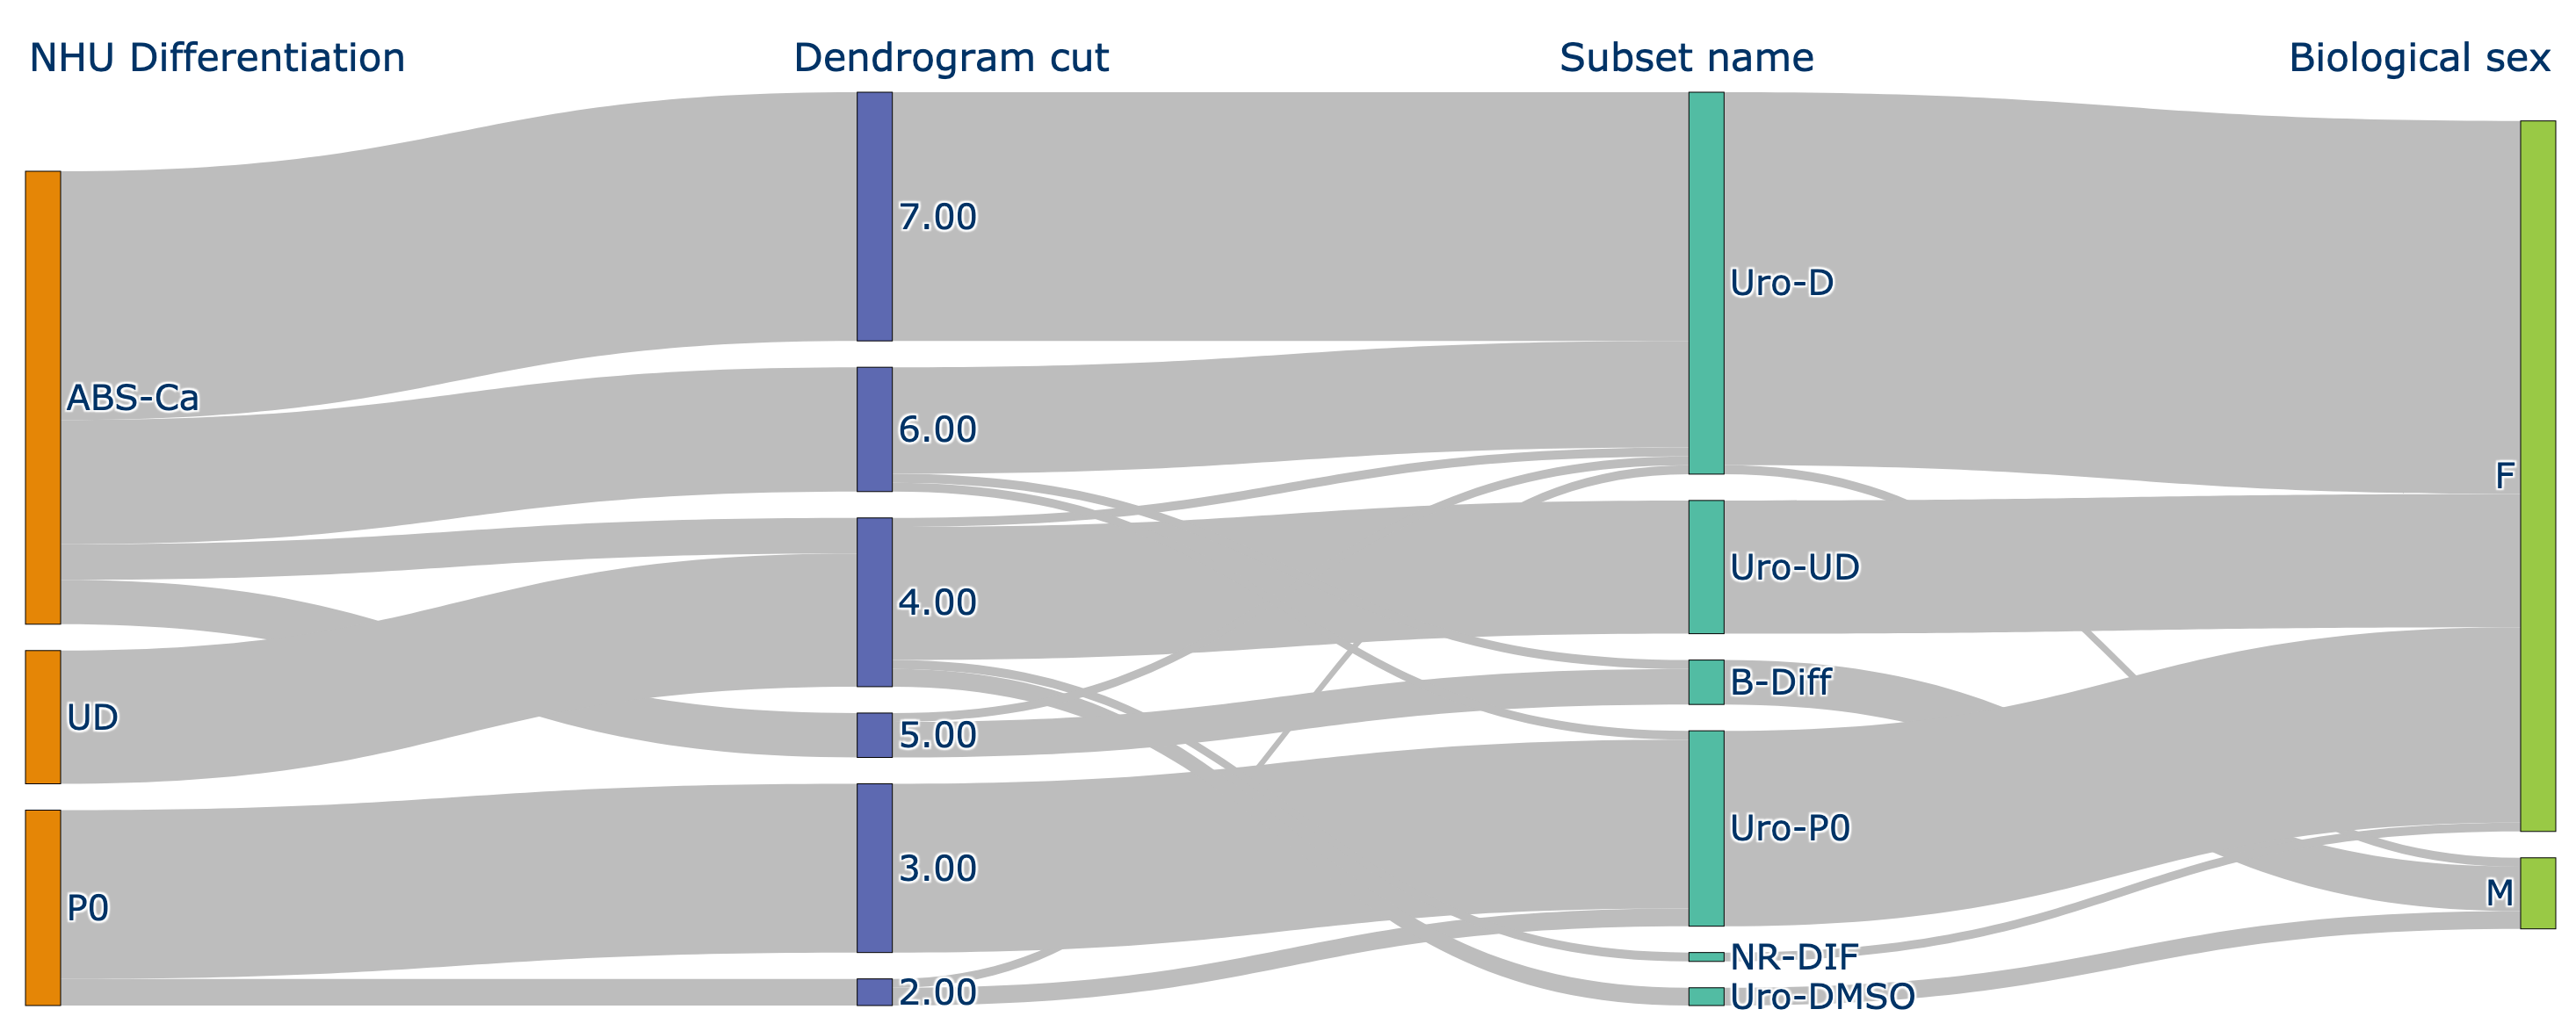 NHU Differentiation
Dendrogram cut
Subset name
Biological sex
ABS-Ca
UD
P0
7.00
6.00
4.00
5.00
3.00
2.00
Uro-D
Uro-UD
B-Diff
Uro-P0
NR-DIF
Uro-DMSO
F
M